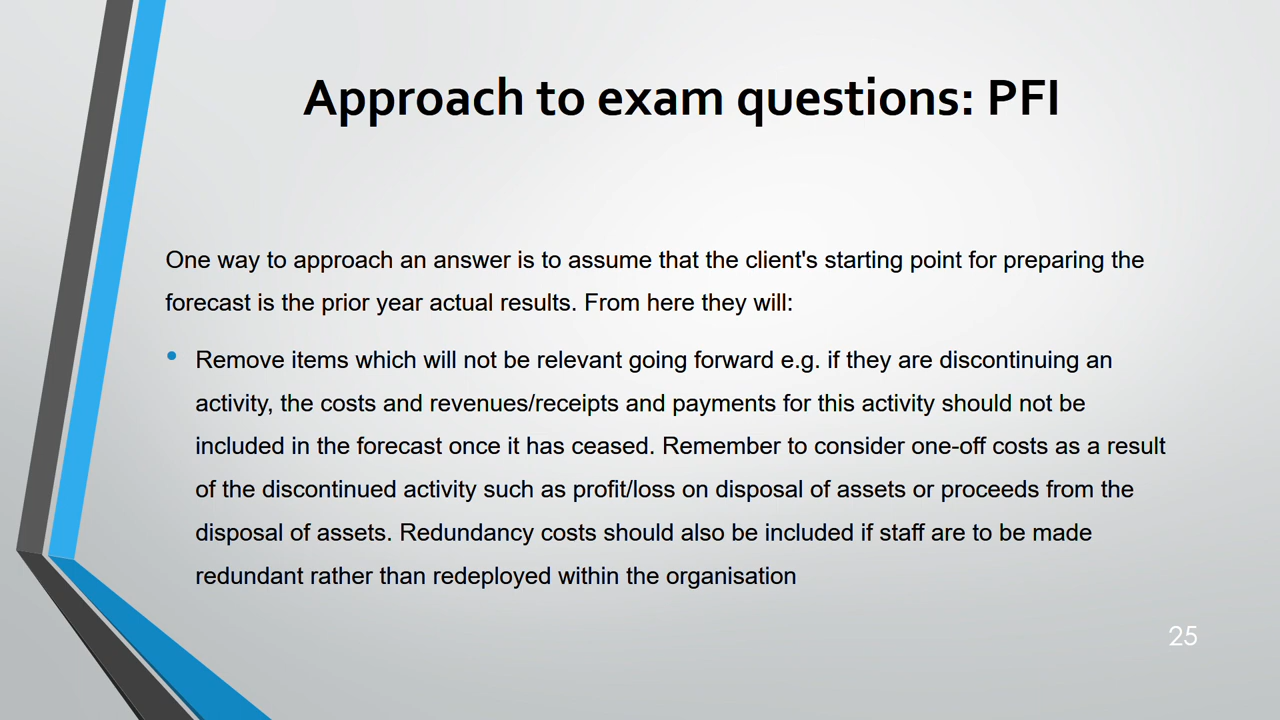 Approach to exam questions: PFI
One way to approach an answer is to assume that the client's starting point for preparing the
forecast is the prior year actual results. From here they will:
• Remove items which will not be relevant going forward e.g. if they are discontinuing an
activity, the costs and revenues/receipts and payments for this activity should not be
included in the forecast once it has ceased. Remember to consider one-off costs as a result
of the discontinued activity such as profit/loss on disposal of assets or proceeds from the
disposal of assets. Redundancy costs should also be included if staff are to be made
redundant rather than redeployed within the organisation
25